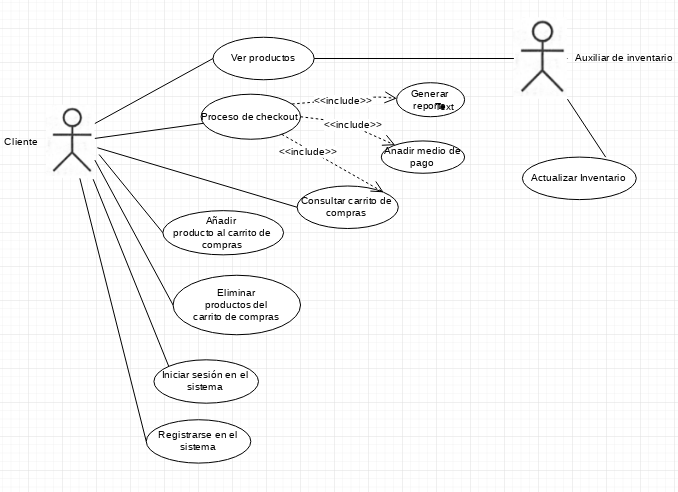 Ver productos
Auxiliar de inventario
Generar
reporte
Text
<<include>>
Proceso de checkout
<<include>>
Cliente
<<include>>
Añadir medio de
pago
Actualizar Inventario
Consultar carrito de
compras
Añadir
producto al carrito de
compras
Eliminar
productos del
carrito de compras
Iniciar sesión en el
sistema
Registrarse en el
sistema